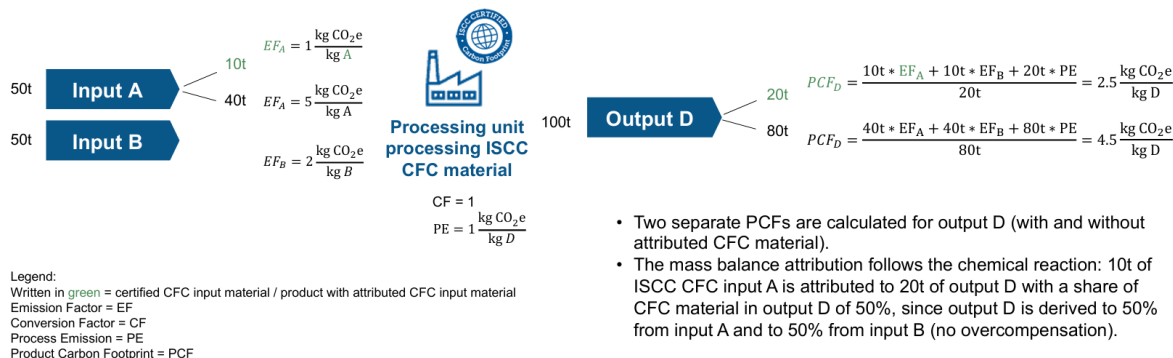 50t
Input A
10t
40t
50t
Input B
EF_A = 1 kg CO₂e / kg A
EF_A = 5 kg CO₂e / kg A
EF_B = 2 kg CO₂e / kg B
ISCC CERTIFIED
Carbon Footprint
Processing unit
processing ISCC
CFC material
CF = 1
PE = 1 kg CO₂e / kg D
100t
Output D
20t
80t
PCF_D = (10t * EF_A + 10t * EF_B + 20t * PE) / 20t = 2.5 kg CO₂e / kg D
PCF_D = (40t * EF_A + 40t * EF_B + 80t * PE) / 80t = 4.5 kg CO₂e / kg D
• Two separate PCFs are calculated for output D (with and without
attributed CFC material).
• The mass balance attribution follows the chemical reaction: 10t of
ISCC CFC input A is attributed to 20t of output D with a share of
CFC material in output D of 50%, since output D is derived to 50%
from input A and to 50% from input B (no overcompensation).
Legend:
Written in green = certified CFC input material / product with attributed CFC input material
Emission Factor = EF
Conversion Factor = CF
Process Emission = PE
Product Carbon Footprint = PCF